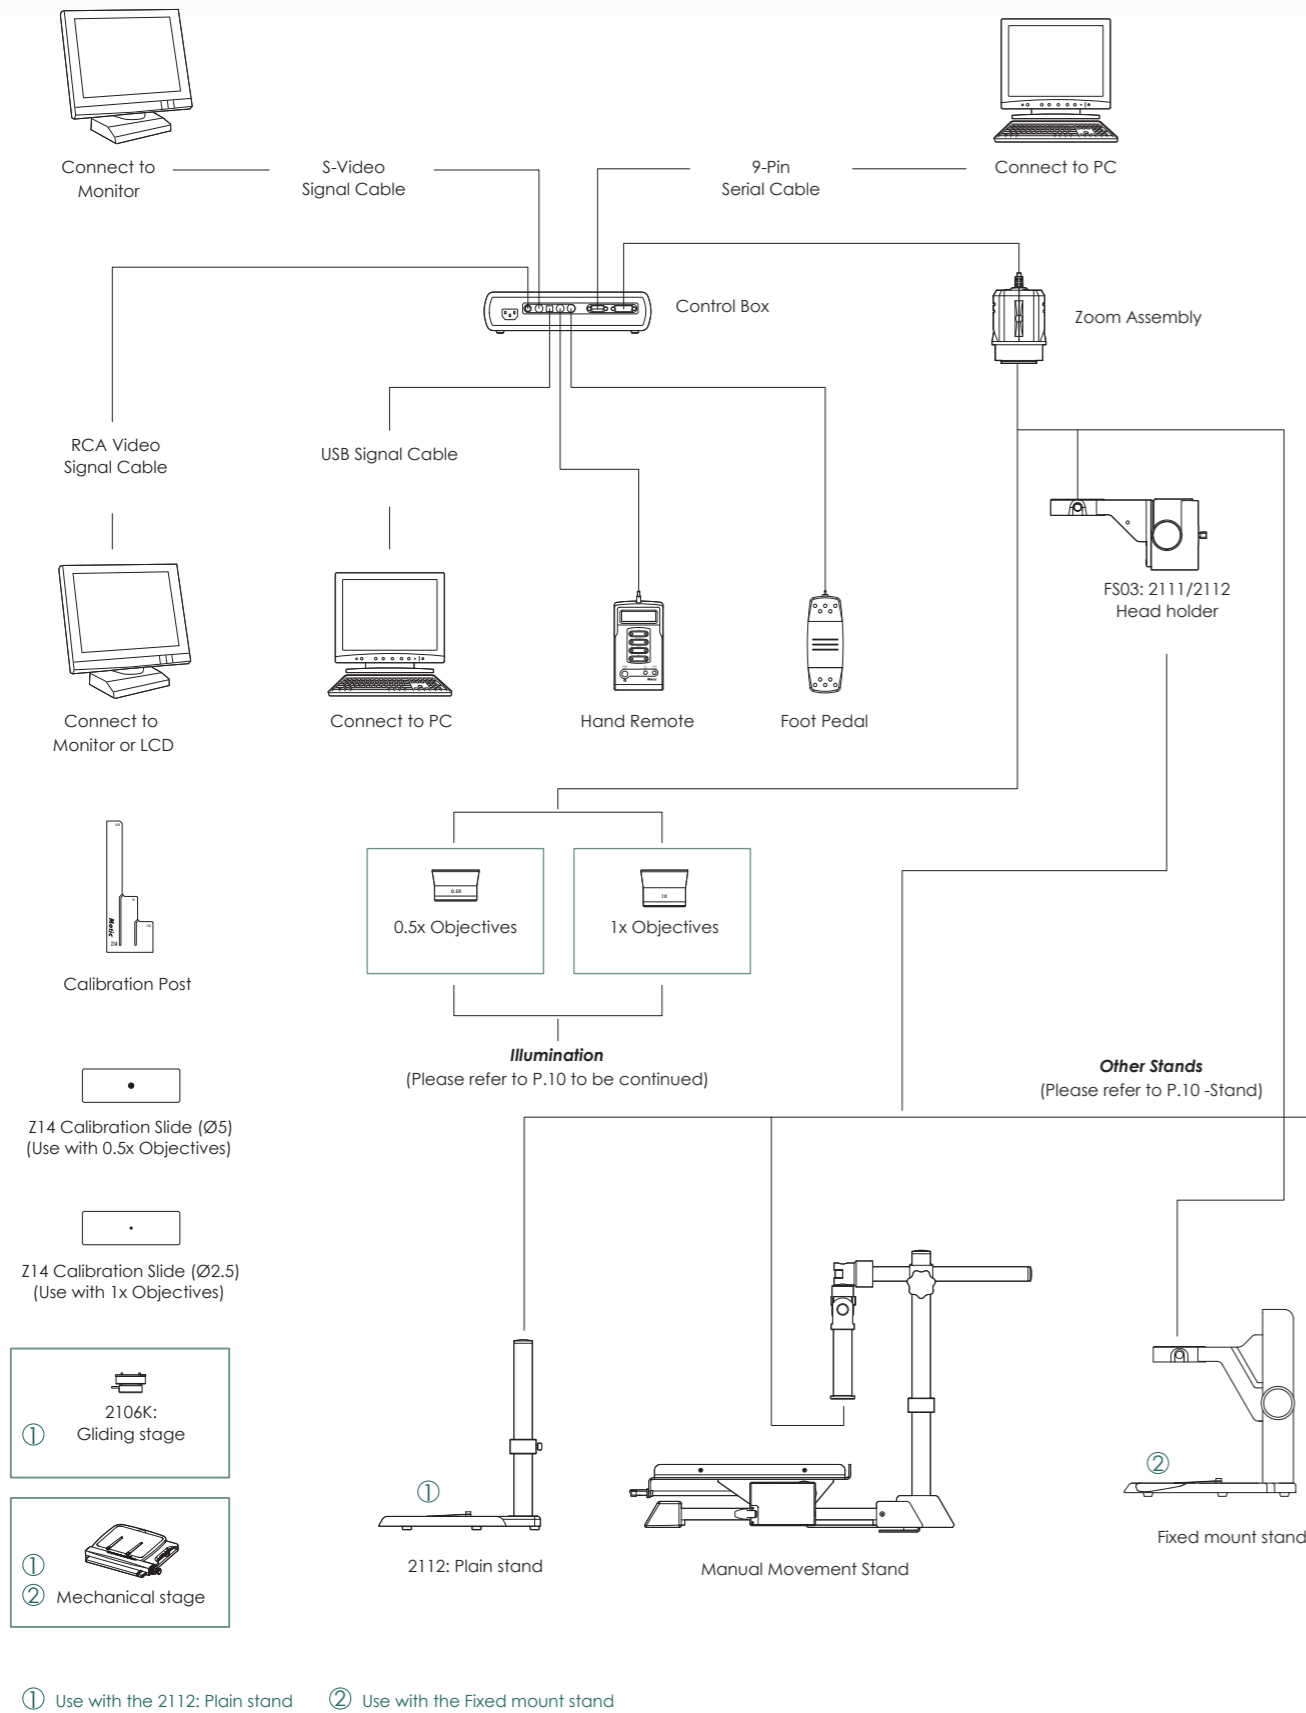 Connect to
Monitor
S-Video
Signal Cable
9-Pin
Serial Cable
Connect to PC
Control Box
Zoom Assembly
RCA Video
Signal Cable
USB Signal Cable
FS03: 2111/2112
Head holder
Connect to
Monitor or LCD
Connect to PC
Hand Remote
Foot Pedal
0.5X
1X
0.5x Objectives
1x Objectives
Motic
Calibration Post
Illumination
(Please refer to P.10 to be continued)
Other Stands
(Please refer to P.10 -Stand)
Z14 Calibration Slide (Ø5)
(Use with 0.5x Objectives)
Z14 Calibration Slide (Ø2.5)
(Use with 1x Objectives)
2106K:
① Gliding stage
①
② Mechanical stage
①
2112: Plain stand
Manual Movement Stand
②
Fixed mount stand
① Use with the 2112: Plain stand ② Use with the Fixed mount stand